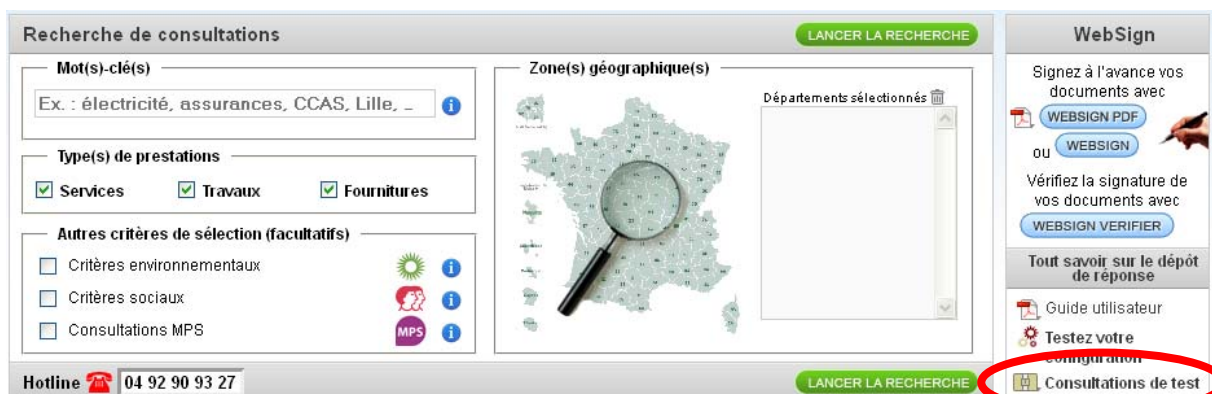 Recherche de consultations
LANCER LA RECHERCHE
Mot(s)-clé(s)
Ex. : électricité, assurances, CCAS, Lille, ...
Type(s) de prestations
Services
Travaux
Fournitures
Autres critères de sélection (facultatifs)
Critères environnementaux
Critères sociaux
Consultations MPS
MPS
Zone(s) géographique(s)
Départements sélectionnés
Hotline
04 92 90 93 27
LANCER LA RECHERCHE
WebSign
Signez à l'avance vos
documents avec
WEBSIGN PDF
ou WEBSIGN
Vérifiez la signature de
vos documents avec
WEBSIGN VERIFIER
Tout savoir sur le dépôt
de réponse
Guide utilisateur
Testez votre
configuration
Consultations de test